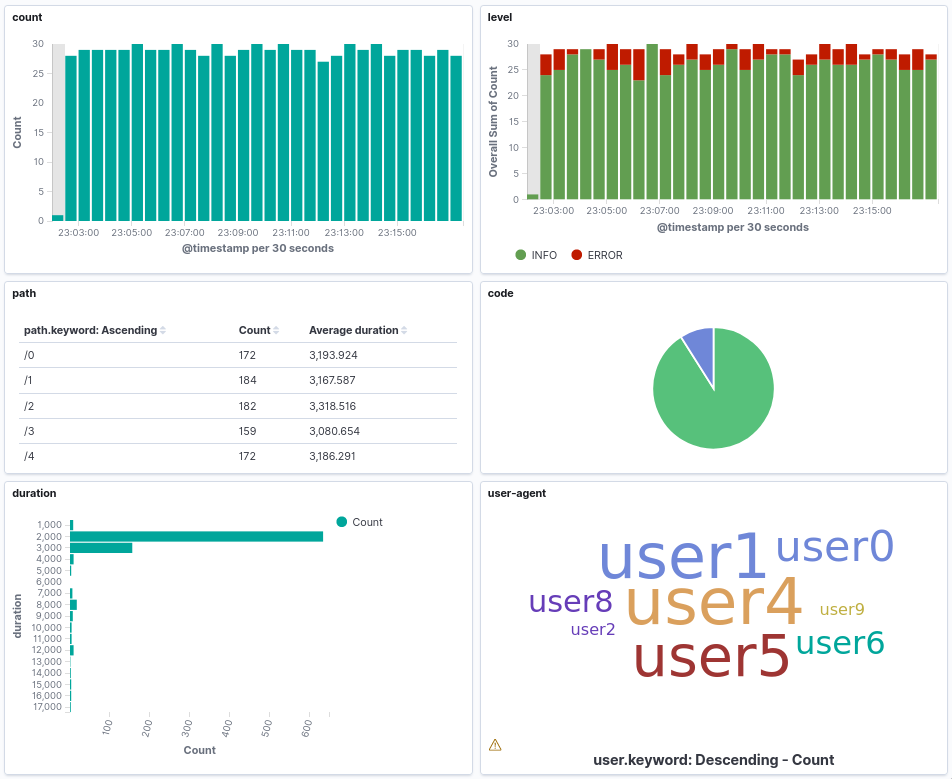 count
30
25
20
15
10
5
0
Count
23:03:00 23:05:00 23:07:00 23:09:00 23:11:00 23:13:00 23:15:00
@timestamp per 30 seconds
level
30
25
20
15
10
5
0
Overall Sum of Count
23:03:00 23:05:00 23:07:00 23:09:00 23:11:00 23:13:00 23:15:00
@timestamp per 30 seconds
INFO ERROR
path
path.keyword: Ascending Count Average duration
/0 172 3,193.924
/1 184 3,167.587
/2 182 3,318.516
/3 159 3,080.654
/4 172 3,186.291
code
duration
1,000
2,000
3,000
4,000
5,000
6,000
7,000
8,000
9,000
10,000
11,000
12,000
13,000
14,000
15,000
16,000
17,000
duration
100 200 300 400 500 600
Count
Count
user-agent
user1 user0
user8 user4 user9
user2
user5 user6
user.keyword: Descending - Count